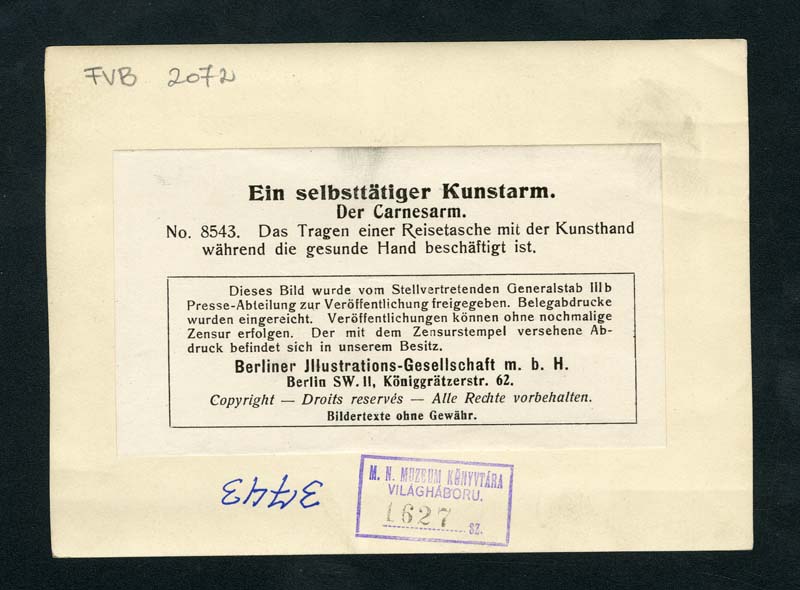 FVB 2072
Ein selbsttätiger Kunstarm.
Der Carnesarm.
No. 8543. Das Tragen einer Reisetasche mit der Kunsthand
während die gesunde Hand beschäftigt ist.
Dieses Bild wurde vom Stellvertretenden Generalstab III b
Presse-Abteilung zur Veröffentlichung freigegeben. Belegabdrucke
wurden eingereicht. Veröffentlichungen können ohne nochmalige
Zensur erfolgen. Der mit dem Zensurstempel versehene Ab-
druck befindet sich in unserem Besitz.
Berliner Jllustrations-Gesellschaft m. b. H.
Berlin SW. 11, Königgrätzerstr. 62.
Copyright — Droits reservés — Alle Rechte vorbehalten.
Bildertexte ohne Gewähr.
31743
M. N. MUZEUM KÖNYVTÁRA
VILÁGHÁBORU.
1627 SZ.